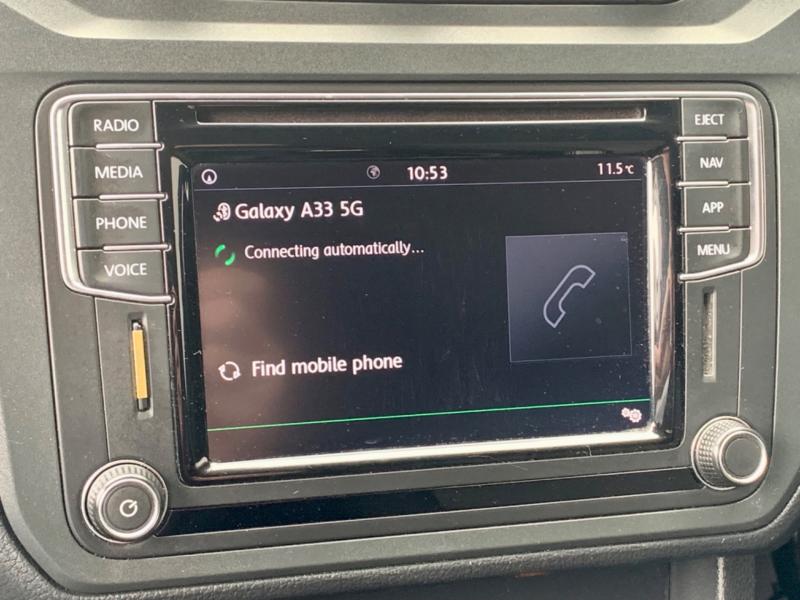 RADIO
MEDIA
PHONE
VOICE
EJECT
NAV
APP
MENU
10:53
11.5°C
Galaxy A33 5G
Connecting automatically...
Find mobile phone